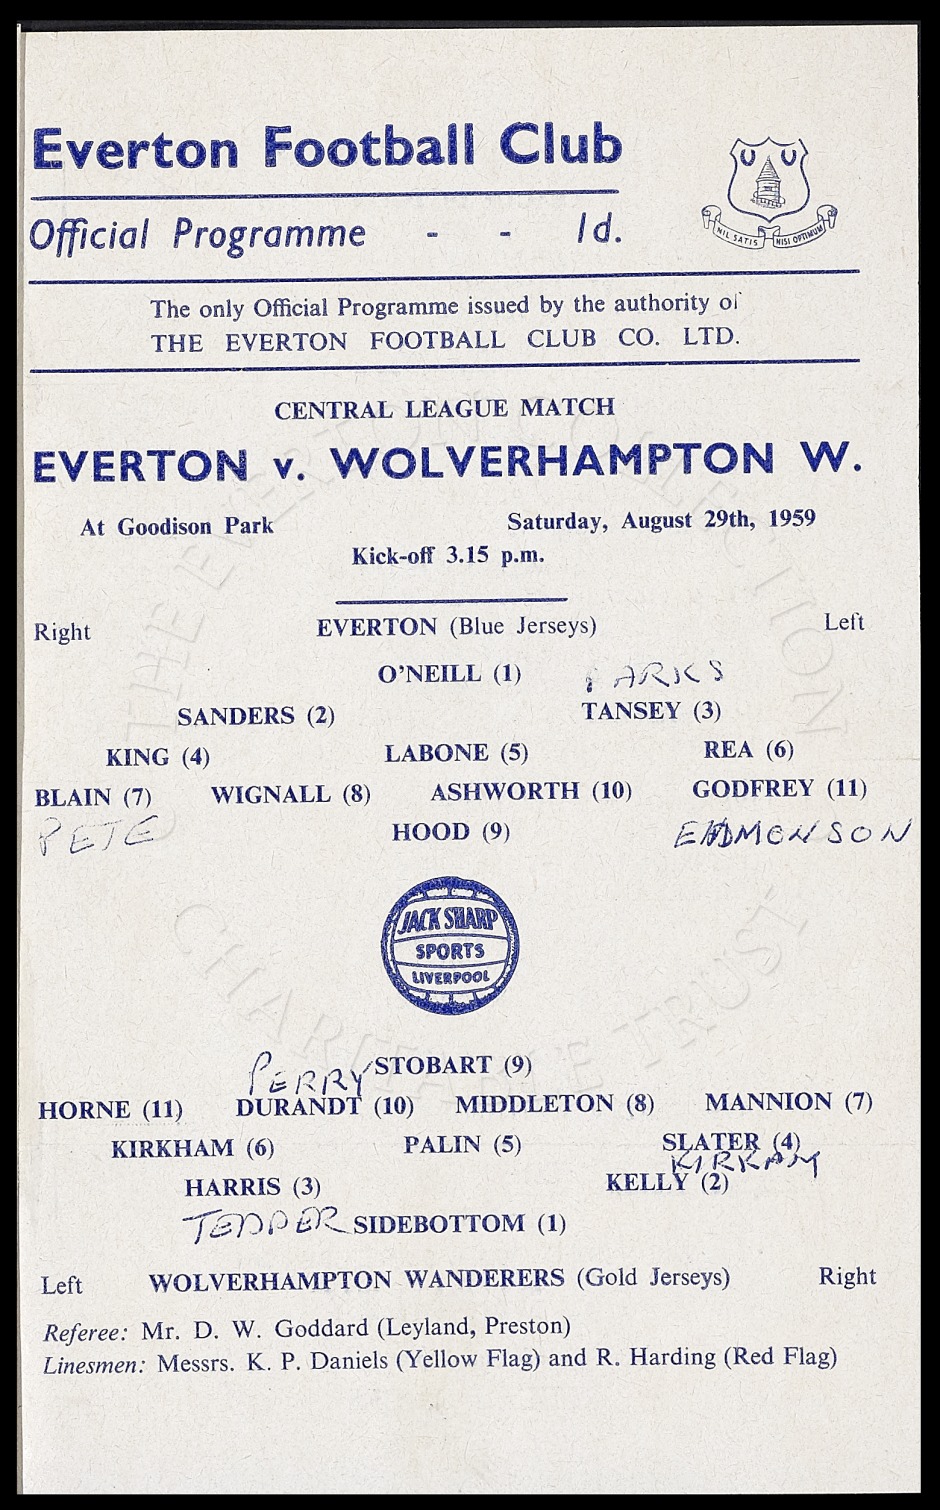 Everton Football Club
Official Programme - - 1d.
NIL SATIS NISI OPTIMUM
The only Official Programme issued by the authority of
THE EVERTON FOOTBALL CLUB CO. LTD.
CENTRAL LEAGUE MATCH
EVERTON v. WOLVERHAMPTON W.
At Goodison Park Saturday, August 29th, 1959
Kick-off 3.15 p.m.
Right EVERTON (Blue Jerseys) Left
O'NEILL (1) PARKS
SANDERS (2) TANSEY (3)
KING (4) LABONE (5) REA (6)
BLAIN (7) WIGNALL (8) ASHWORTH (10) GODFREY (11)
PETE HOOD (9) EDMONSON
JACK SHARP
SPORTS
LIVERPOOL
PERRY STOBART (9)
HORNE (11) DURANDT (10) MIDDLETON (8) MANNION (7)
KIRKHAM (6) PALIN (5) SLATER (4)
KIRKAM
HARRIS (3) KELLY (2)
TEDDER SIDEBOTTOM (1)
Left WOLVERHAMPTON WANDERERS (Gold Jerseys) Right
Referee: Mr. D. W. Goddard (Leyland, Preston)
Linesmen: Messrs. K. P. Daniels (Yellow Flag) and R. Harding (Red Flag)
THE EVERTON COLLECTION
CHARITABLE TRUST